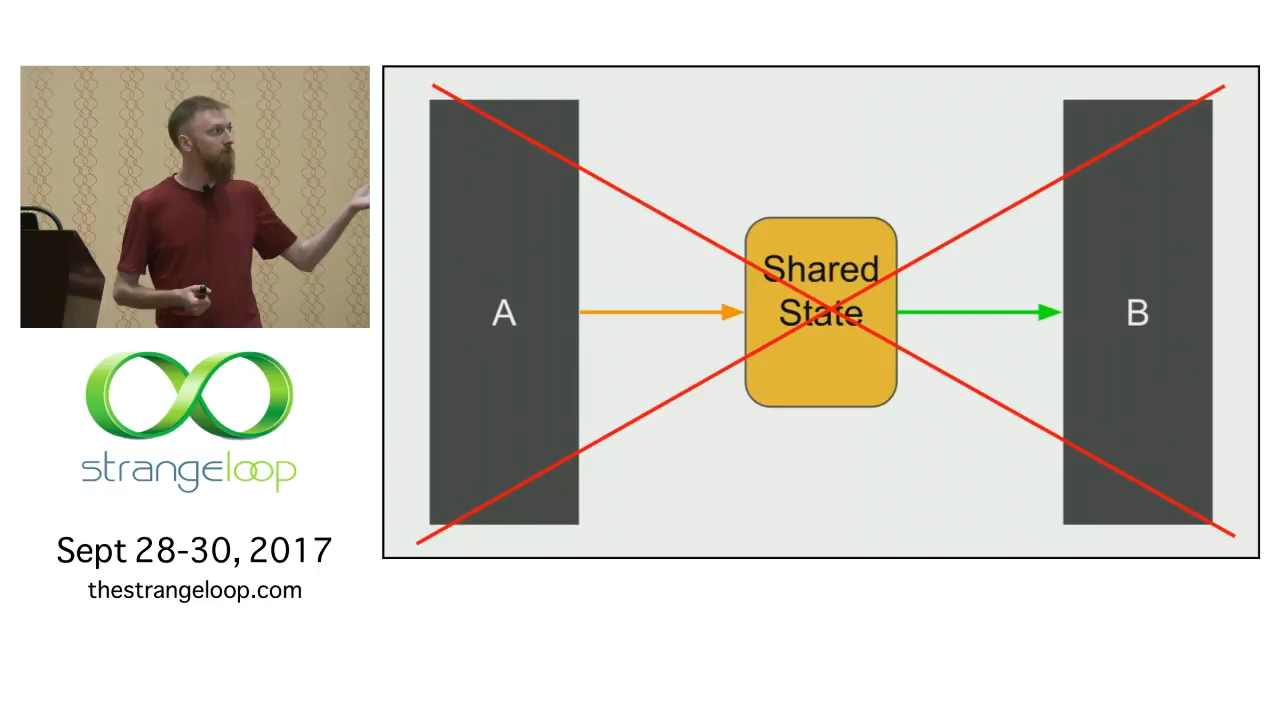 A
Shared
State
B
strangeloop
Sept 28-30, 2017
thestrangeloop.com